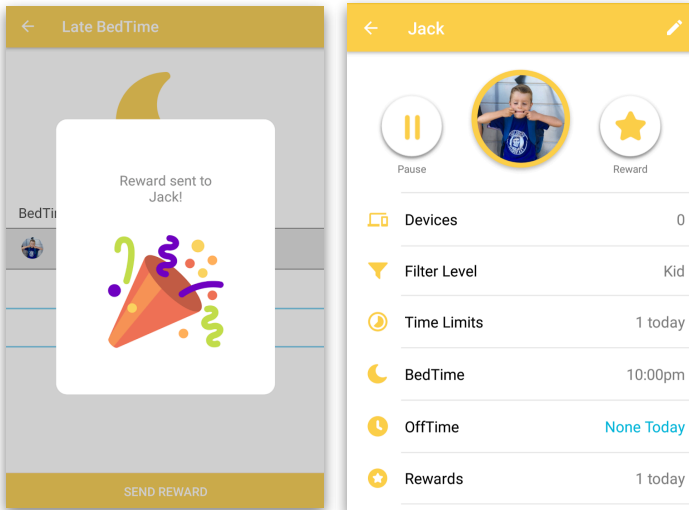 Late BedTime
Reward sent to
Jack!
SEND REWARD
Jack
Pause
Reward
Devices 0
Filter Level Kid
Time Limits 1 today
BedTime 10:00pm
OffTime None Today
Rewards 1 today